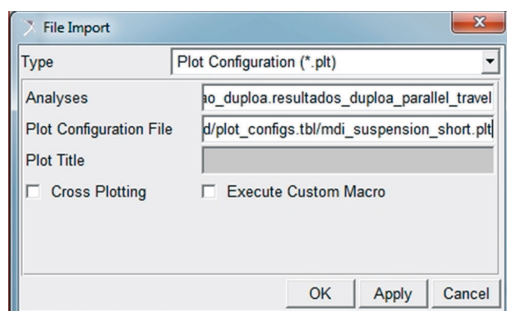 File Import
Type Plot Configuration (*.plt)
Analyses ao_duploa.resultados_duploa_parallel_travel
Plot Configuration File d/plot_configs.tbl/mdi_suspension_short.plt
Plot Title
Cross Plotting Execute Custom Macro
OK Apply Cancel